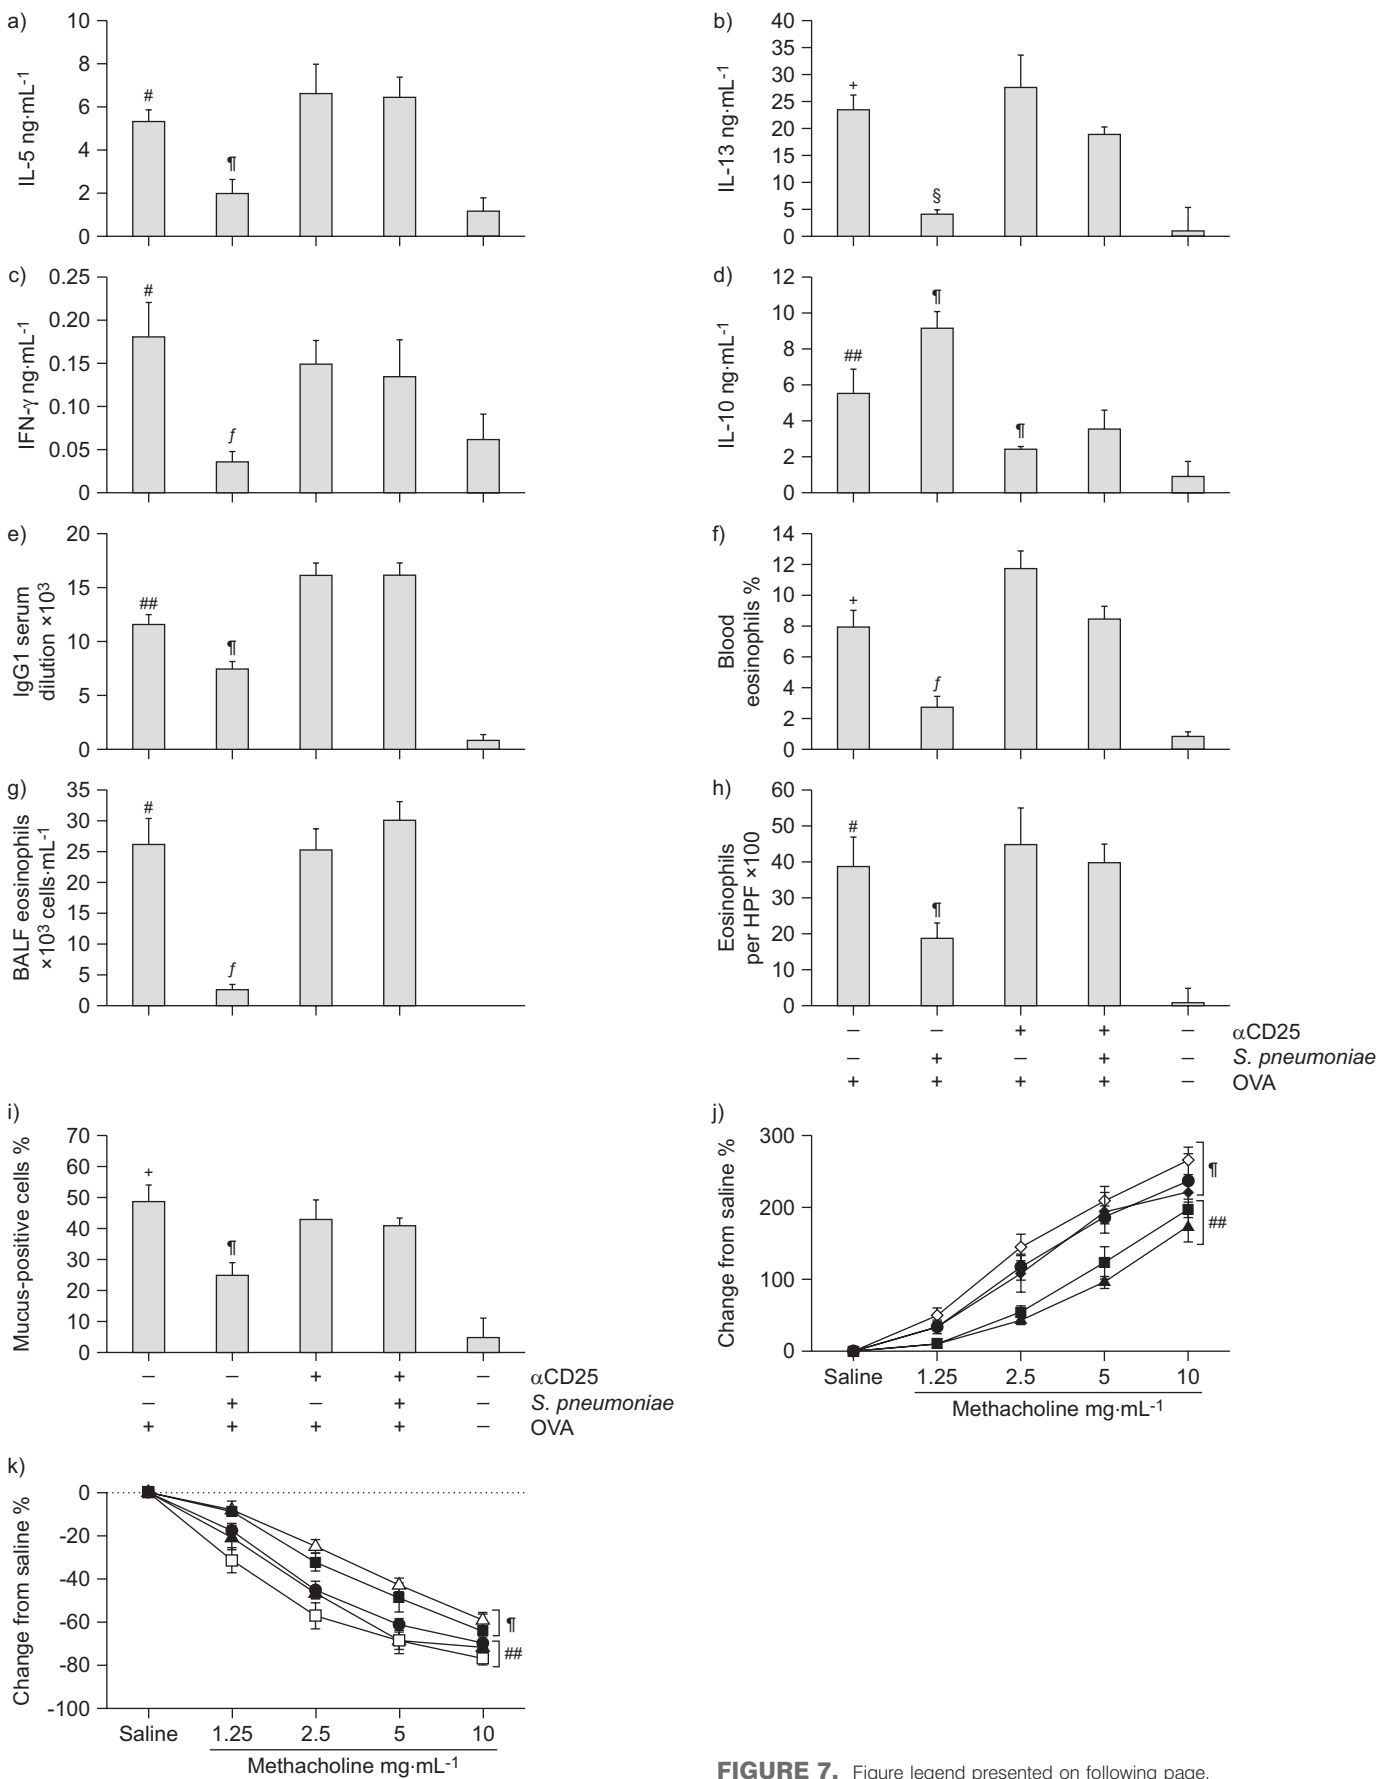 a)
10
8
6
4
2
0
IL-5 ng·mL-1
#
¶
b)
40
35
30
25
20
15
10
5
0
IL-13 ng·mL-1
+
§
c)
0.25
0.20
0.15
0.10
0.05
0
IFN-γ ng·mL-1
#
ƒ
d)
12
10
8
6
4
2
0
IL-10 ng·mL-1
##
¶
¶
e)
20
15
10
5
0
IgG1 serum
dilution ×103
##
¶
f)
14
12
10
8
6
4
2
0
Blood
eosinophils %
+
ƒ
g)
35
30
25
20
15
10
5
0
BALF eosinophils
×103 cells·mL-1
#
ƒ
h)
60
50
40
30
20
10
0
Eosinophils
per HPF ×100
#
¶
– – + + – αCD25
– + – + – S. pneumoniae
+ + + + – OVA
i)
70
60
50
40
30
20
10
0
Mucus-positive cells %
+
¶
– – + + – αCD25
– + – + – S. pneumoniae
+ + + + – OVA
j)
300
200
100
0
Change from saline %
¶
##
Saline 1.25 2.5 5 10
Methacholine mg·mL-1
k)
0
-20
-40
-60
-80
-100
Change from saline %
¶
##
Saline 1.25 2.5 5 10
Methacholine mg·mL-1
FIGURE 7. Figure legend presented on following page.